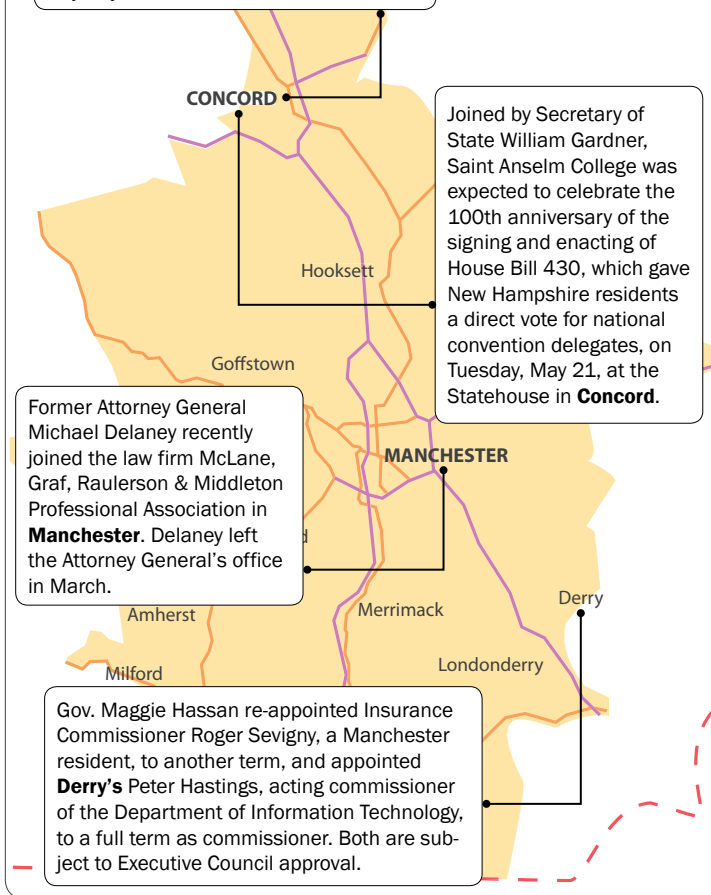 CONCORD
Joined by Secretary of
State William Gardner,
Saint Anselm College was
expected to celebrate the
100th anniversary of the
signing and enacting of
House Bill 430, which gave
New Hampshire residents
a direct vote for national
convention delegates, on
Tuesday, May 21, at the
Statehouse in Concord.
Hooksett
Goffstown
Former Attorney General
Michael Delaney recently
joined the law firm McLane,
Graf, Raulerson & Middleton
Professional Association in
Manchester. Delaney left
the Attorney General’s office
in March.
MANCHESTER
d
Amherst
Merrimack
Derry
Londonderry
Milford
Gov. Maggie Hassan re-appointed Insurance
Commissioner Roger Sevigny, a Manchester
resident, to another term, and appointed
Derry’s Peter Hastings, acting commissioner
of the Department of Information Technology,
to a full term as commissioner. Both are sub-
ject to Executive Council approval.